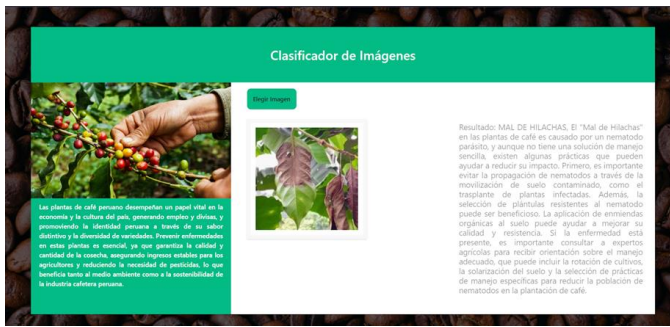 Clasificador de Imágenes
Elegir Imagen
Las plantas de café peruano desempeñan un papel vital en la
economía y la cultura del país, generando empleo y divisas, y
promoviendo la identidad peruana a través de su sabor
distintivo y la diversidad de variedades. Prevenir enfermedades
en estas plantas es esencial, ya que garantiza la calidad y
cantidad de la cosecha, asegurando ingresos estables para los
agricultores y reduciendo la necesidad de pesticidas, lo que
beneficia tanto al medio ambiente como a la sostenibilidad de
la industria cafetera peruana.
Resultado: MAL DE HILACHAS, El "Mal de Hilachas"
en las plantas de café es causado por un nematodo
parásito, y aunque no tiene una solución de manejo
sencilla, existen algunas prácticas que pueden
ayudar a reducir su impacto. Primero, es importante
evitar la propagación de nematodos a través de la
movilización de suelo contaminado, como el
trasplante de plantas infectadas. Además, la
selección de plántulas resistentes al nematodo
puede ser beneficioso. La aplicación de enmiendas
orgánicas al suelo puede ayudar a mejorar su
calidad y resistencia. Si la enfermedad está
presente, es importante consultar a expertos
agrícolas para recibir orientación sobre el manejo
adecuado, que puede incluir la rotación de cultivos,
la solarización del suelo y la selección de prácticas
de manejo específicas para reducir la población de
nematodos en la plantación de café.